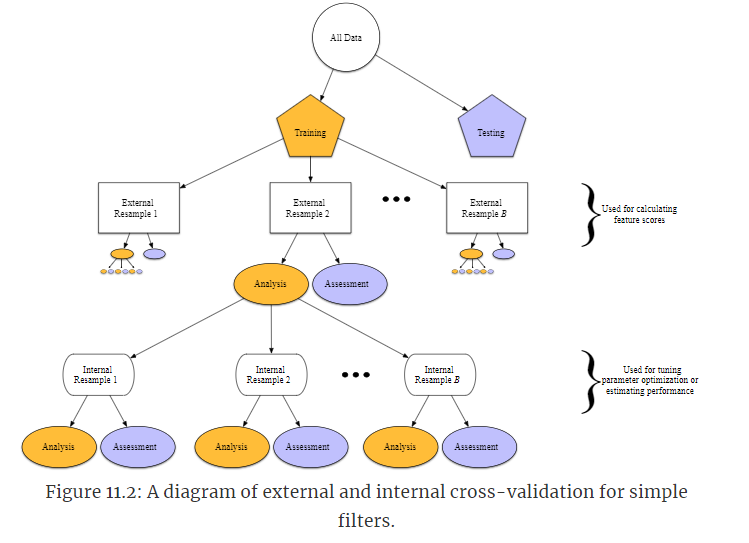 All Data
Training
Testing
External
Resample 1
External
Resample 2
•••
External
Resample B
Used for calculating
feature scores
Analysis
Assessment
Internal
Resample 1
Internal
Resample 2
•••
Internal
Resample B
Used for tuning
parameter optimization or
estimating performance
Analysis
Assessment
Analysis
Assessment
Analysis
Assessment
Figure 11.2: A diagram of external and internal cross-validation for simple
filters.